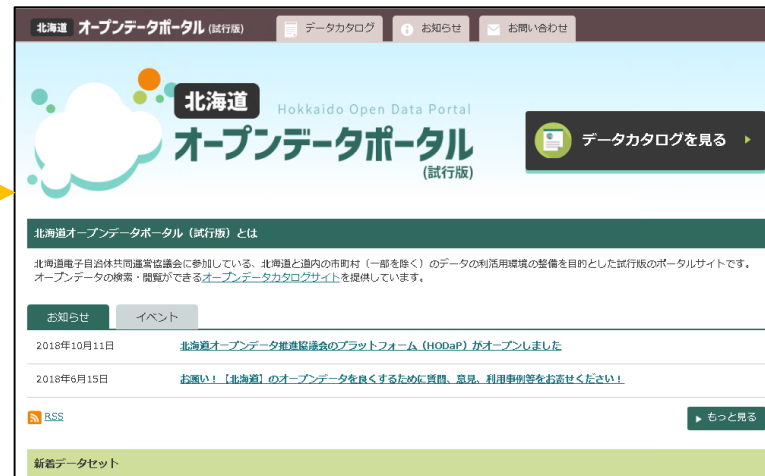 北海道 オープンデータポータル (試行版) データカタログ お知らせ お問い合わせ
北海道 Hokkaido Open Data Portal
オープンデータポータル
(試行版)
データカタログを見る
北海道オープンデータポータル（試行版）とは
北海道電子自治体共同運営協議会に参加している、北海道と道内の市町村（一部を除く）のデータの利活用環境の整備を目的とした試行版のポータルサイトです。
オープンデータの検索・閲覧ができるオープンデータカタログサイトを提供しています。
お知らせ イベント
2018年10月11日 北海道オープンデータ推進協議会のプラットフォーム（HODaP）がオープンしました
2018年6月15日 お願い！【北海道】のオープンデータを良くするために質問、意見、利用事例等をお寄せください！
RSS もっと見る
新着データセット